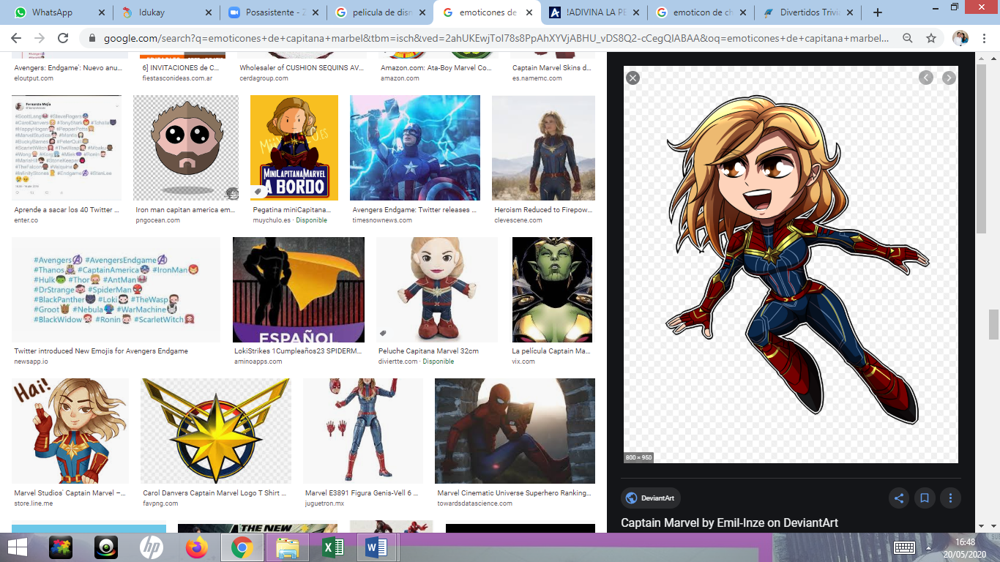 WhatsApp
Idukay
Posasistente - Z
pelicula de disn
emoticones de
!ADIVINA LA PE
emoticon de ch
Divertidos Trivia
google.com/search?q=emoticones+de+capitana+marbel&tbm=isch&ved=2ahUKEwjToI78s8PpAhXYVjABHU_vDS8Q2-cCegQIABAA&oq=emoticones+de+capitana+marbel...
Avengers: Endgame': Nuevo anu...
eloutput.com
6] INVITACIONES de C...
fiestasconideas.com.ar
Wholesaler of CUSHION SEQUINS AV...
cerdagroup.com
Amazon.com: Ata-Boy Marvel Co...
amazon.com
Captain Marvel Skins d...
es.namemc.com
Fernando Mejía
#ScottLang #SteveRogers
#CarolDanvers #TonyStark #Tchalla
#HappyHogan #PepperPotts
#MarvelStudios #Mantis
#BuckyBarnes #PeterQuill
#ScarletWitch #TheWasp #Mbaku
#Wong #Korg #Miek #Ronin
#MariaHill #StoneKeeper
#TheFalcon #Valquiria
#InfinityStones #Endgame #StanLee
MINICAPITANAMARVEL
A BORDO
Aprende a sacar los 40 Twitter ...
enter.co
Iron man capitan america em...
pngocean.com
Pegatina miniCapitana...
muychulo.es · Disponible
Avengers Endgame: Twitter releases ...
timesnownews.com
Heroism Reduced to Firepow...
clevescene.com
#Avengers #AvengersEndgame
#Thanos #CaptainAmerica #IronMan
#Hulk #Thor #AntMan
#DrStrange #SpiderMan
#BlackPanther #Loki #TheWasp
#Groot #Nebula #WarMachine
#BlackWidow #Ronin #ScarletWitch
ESPAÑOL
Twitter introduced New Emojis for Avengers Endgame
newsapp.io
LokiStrikes 1Cumpleaños23 SPIDERM...
aminoapps.com
Peluche Capitana Marvel 32cm
diviertte.com · Disponible
La película Captain Ma...
vix.com
Hai!
Marvel Studios' Captain Marvel –...
store.line.me
Carol Danvers Captain Marvel Logo T Shirt ...
favpng.com
Marvel E3891 Figura Genis-Vell 6 ...
juguetron.mx
Marvel Cinematic Universe Superhero Ranking...
towardsdatascience.com
THE NEW
800 × 950
DeviantArt
Captain Marvel by Emil-Inze on DeviantArt
16:48
20/05/2020